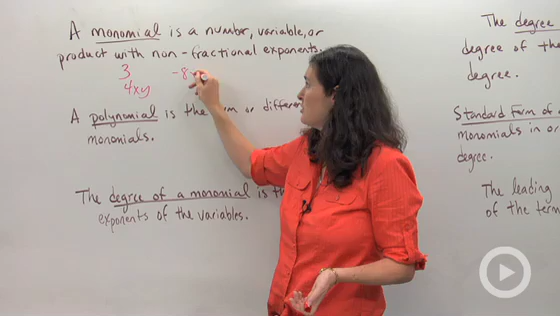 A monomial is a number, variable, or
product with non-fractional exponents.
3
-8
4xy
A polynomial is the or
monomials.
The degree of a monomial is
exponents of the variables.
The degree
degree of the
degree.
Standard Form of
monomials in or
degree.
The leading
of the term